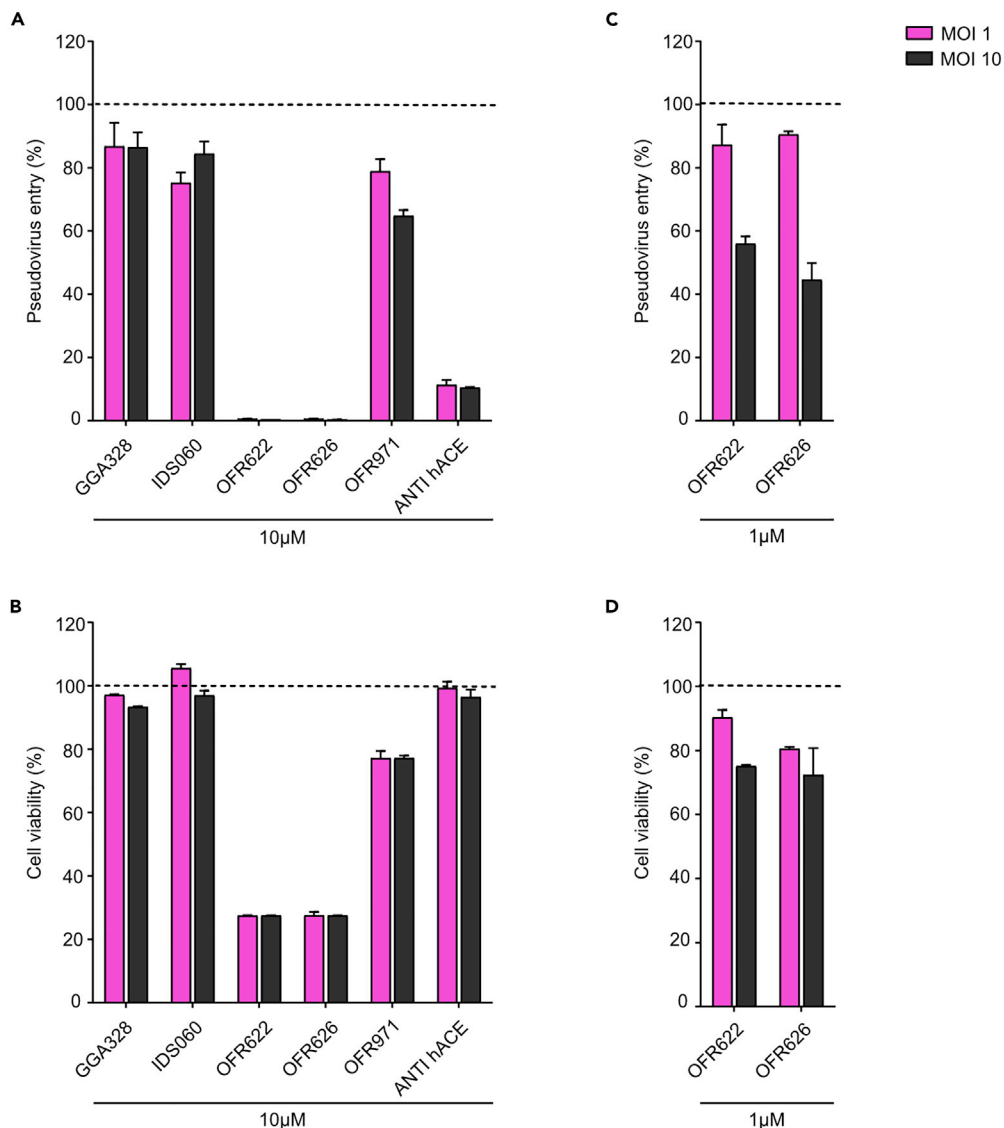 A
120
100
80
60
40
20
0
Pseudovirus entry (%)
GGA328
IDS060
OFR622
OFR626
OFR971
ANTI hACE
10µM
C
120
100
80
60
40
20
0
Pseudovirus entry (%)
OFR622
OFR626
1µM
MOI 1
MOI 10
B
120
100
80
60
40
20
0
Cell viability (%)
GGA328
IDS060
OFR622
OFR626
OFR971
ANTI hACE
10µM
D
120
100
80
60
40
20
0
Cell viability (%)
OFR622
OFR626
1µM